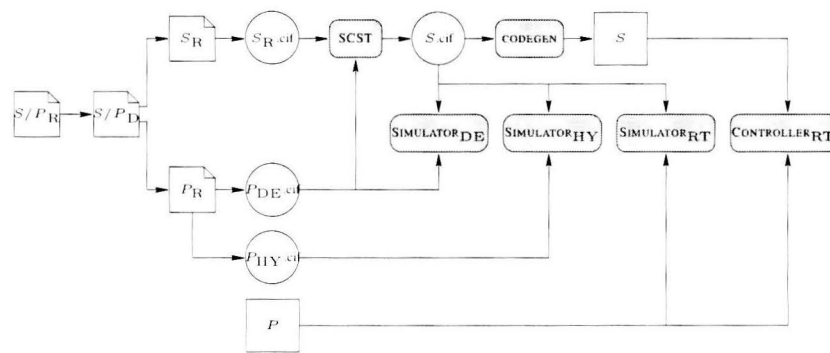 S_R S_R.cif SCST S.cif CODEGEN S
S/P_R S/P_D SIMULATOR_DE SIMULATOR_HY SIMULATOR_RT CONTROLLER_RT
P_R P_DE.cif
P_HY.cif
P